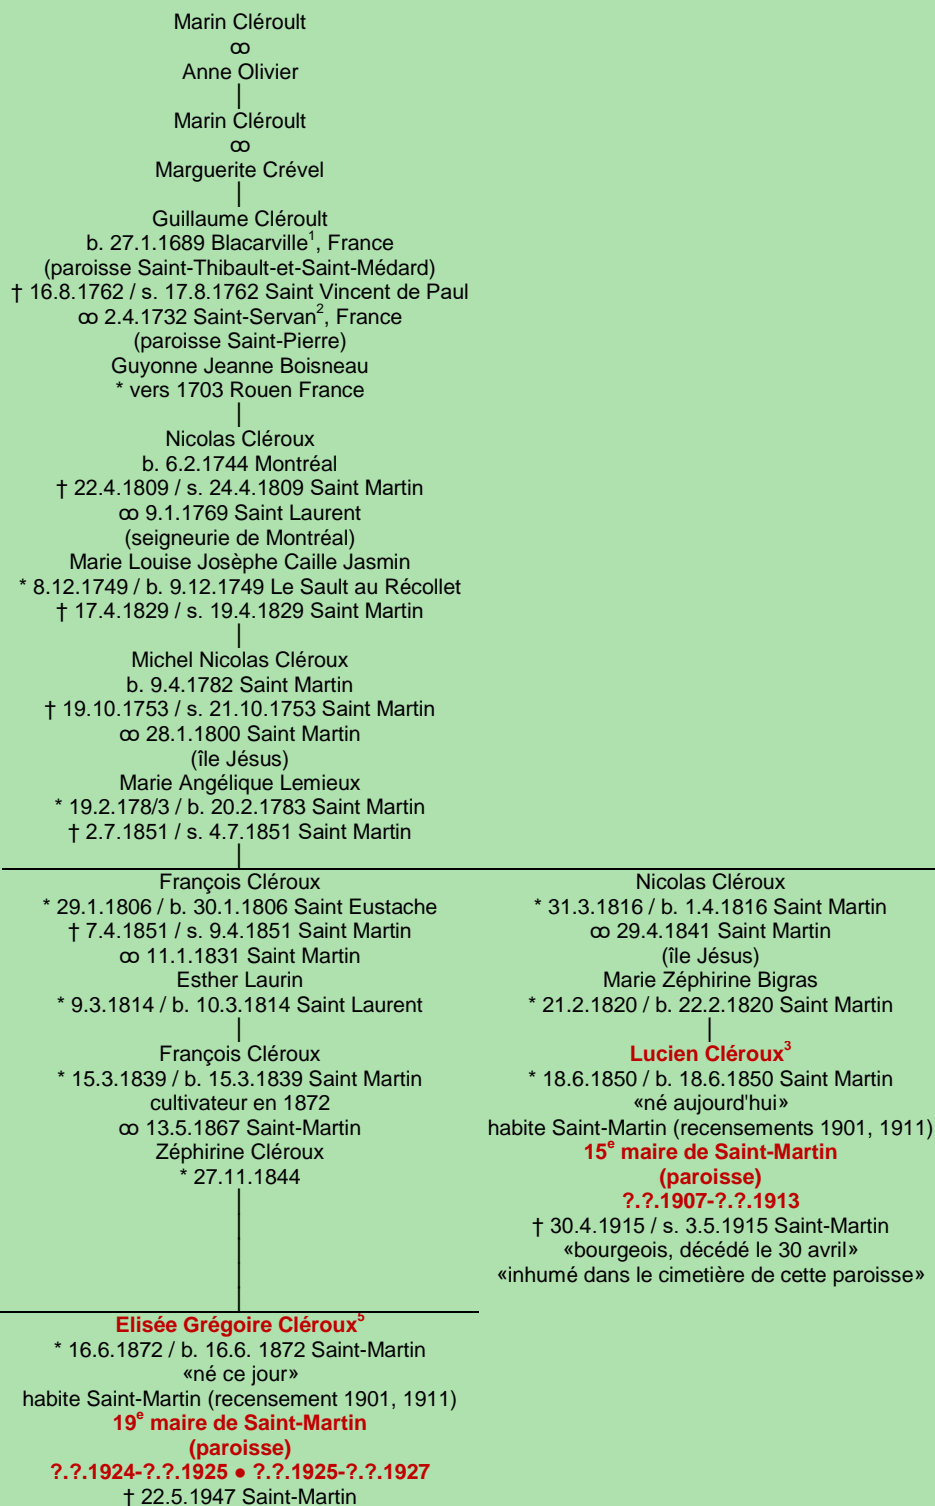 Marin Cléroult
ꝏ
Anne Olivier
Marin Cléroult
ꝏ
Marguerite Crével
Guillaume Cléroult
b. 27.1.1689 Blacarville¹, France
(paroisse Saint-Thibault-et-Saint-Médard)
† 16.8.1762 / s. 17.8.1762 Saint Vincent de Paul
ꝏ 2.4.1732 Saint-Servan², France
(paroisse Saint-Pierre)
Guyonne Jeanne Boisneau
* vers 1703 Rouen France
Nicolas Cléroux
b. 6.2.1744 Montréal
† 22.4.1809 / s. 24.4.1809 Saint Martin
ꝏ 9.1.1769 Saint Laurent
(seigneurie de Montréal)
Marie Louise Josèphe Caille Jasmin
* 8.12.1749 / b. 9.12.1749 Le Sault au Récollet
† 17.4.1829 / s. 19.4.1829 Saint Martin
Michel Nicolas Cléroux
b. 9.4.1782 Saint Martin
† 19.10.1753 / s. 21.10.1753 Saint Martin
ꝏ 28.1.1800 Saint Martin
(île Jésus)
Marie Angélique Lemieux
* 19.2.178/3 / b. 20.2.1783 Saint Martin
† 2.7.1851 / s. 4.7.1851 Saint Martin
François Cléroux
* 29.1.1806 / b. 30.1.1806 Saint Eustache
† 7.4.1851 / s. 9.4.1851 Saint Martin
ꝏ 11.1.1831 Saint Martin
Esther Laurin
* 9.3.1814 / b. 10.3.1814 Saint Laurent
François Cléroux
* 15.3.1839 / b. 15.3.1839 Saint Martin
cultivateur en 1872
ꝏ 13.5.1867 Saint-Martin
Zéphirine Cléroux
* 27.11.1844
Nicolas Cléroux
* 31.3.1816 / b. 1.4.1816 Saint Martin
ꝏ 29.4.1841 Saint Martin
(île Jésus)
Marie Zéphirine Bigras
* 21.2.1820 / b. 22.2.1820 Saint Martin
Lucien Cléroux³
* 18.6.1850 / b. 18.6.1850 Saint Martin
«né aujourd'hui»
habite Saint-Martin (recensements 1901, 1911)
15ᵉ maire de Saint-Martin
(paroisse)
?.?.1907-?.?.1913
† 30.4.1915 / s. 3.5.1915 Saint-Martin
«bourgeois, décédé le 30 avril»
«inhumé dans le cimetière de cette paroisse»
Elisée Grégoire Cléroux⁵
* 16.6.1872 / b. 16.6. 1872 Saint-Martin
«né ce jour»
habite Saint-Martin (recensement 1901, 1911)
19ᵉ maire de Saint-Martin
(paroisse)
?.?.1924-?.?.1925 ● ?.?.1925-?.?.1927
† 22.5.1947 Saint-Martin